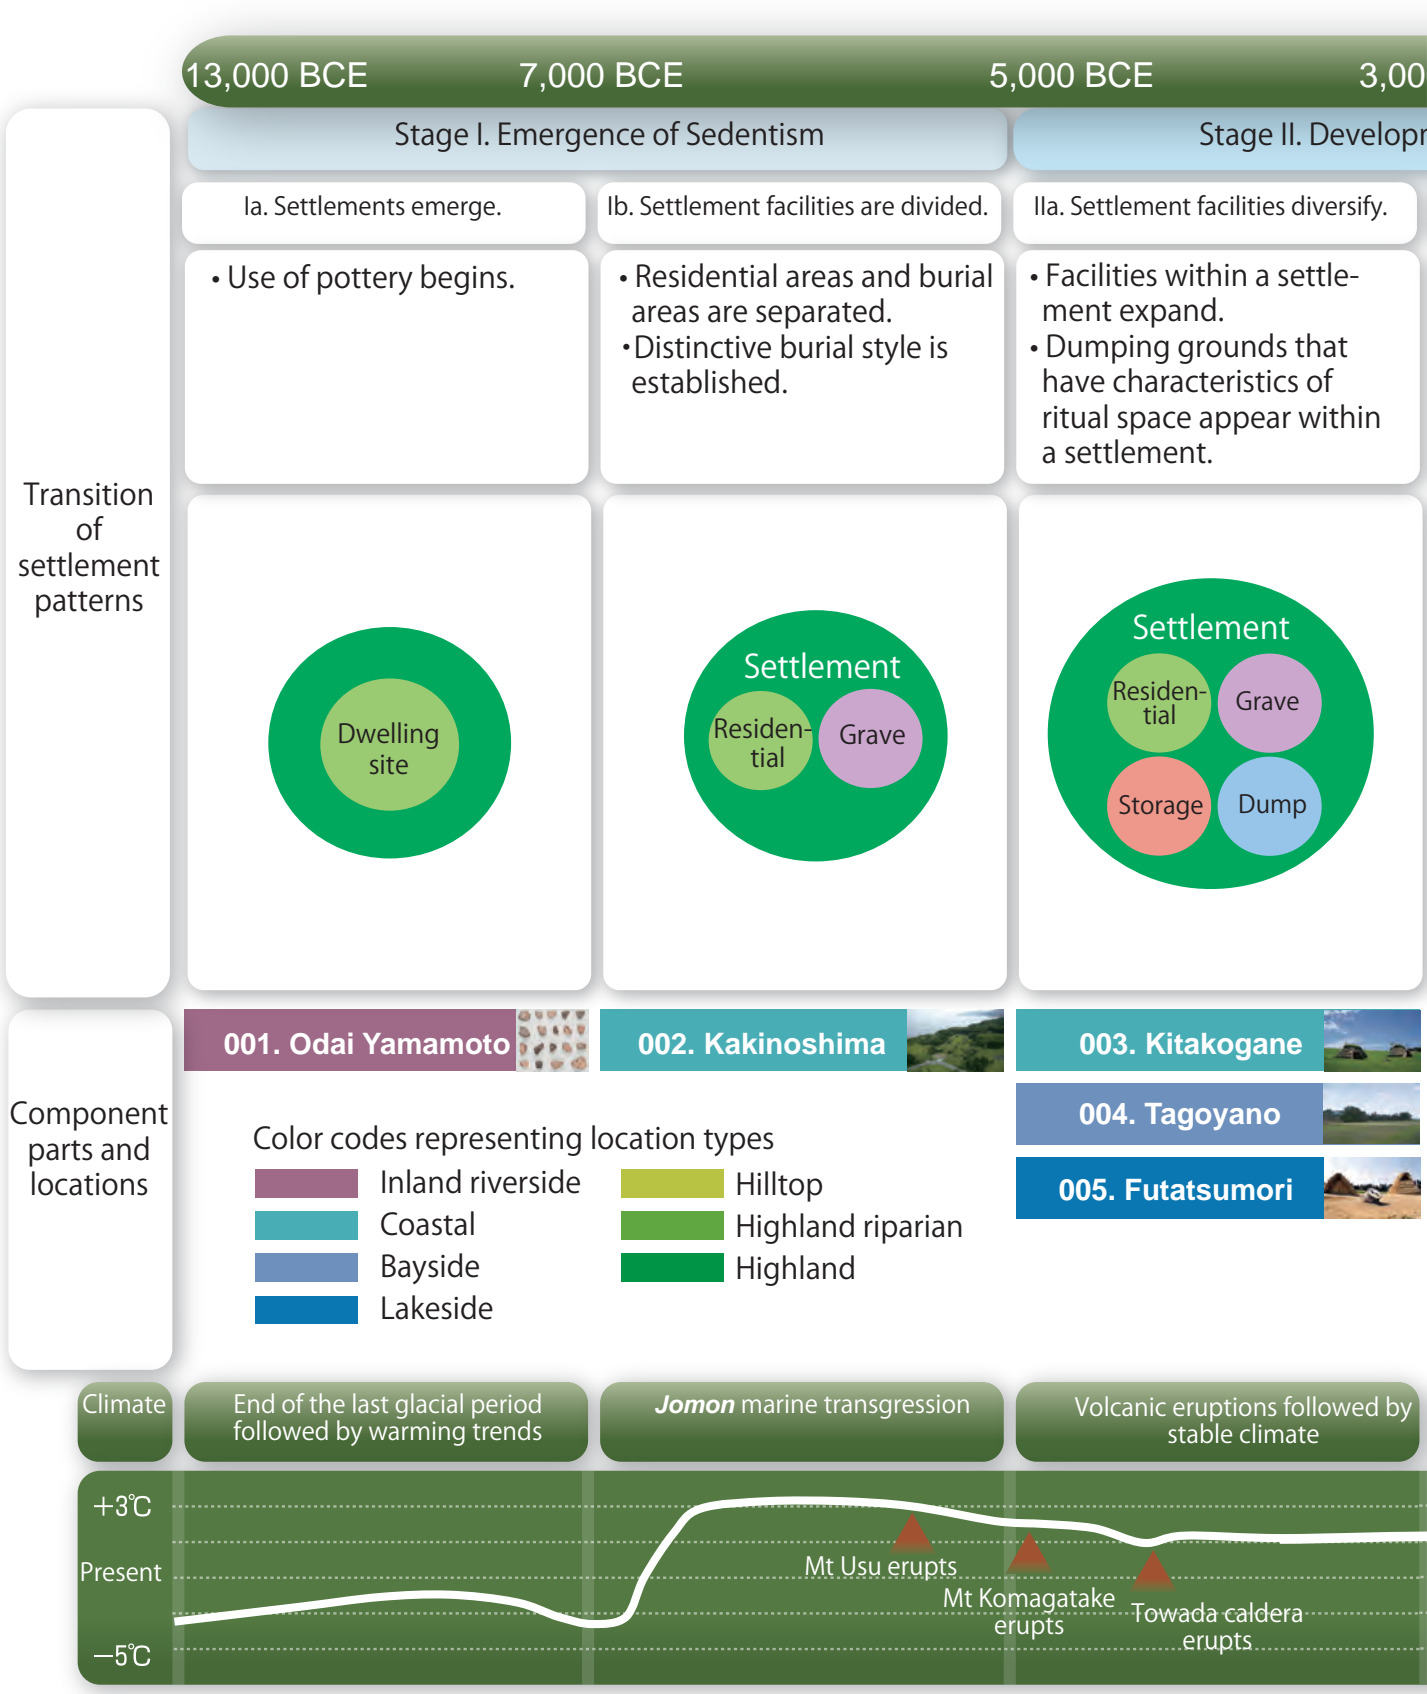 13,000 BCE
7,000 BCE
5,000 BCE
3,00
Stage I. Emergence of Sedentism
Stage II. Develop
Transition
of
settlement
patterns
Ia. Settlements emerge.
• Use of pottery begins.
Dwelling
site
Ib. Settlement facilities are divided.
• Residential areas and burial
areas are separated.
• Distinctive burial style is
established.
Settlement
Residen-
tial
Grave
IIa. Settlement facilities diversify.
• Facilities within a settle-
ment expand.
• Dumping grounds that
have characteristics of
ritual space appear within
a settlement.
Settlement
Residen-
tial
Grave
Storage
Dump
Component
parts and
locations
001. Odai Yamamoto
002. Kakinoshima
003. Kitakogane
004. Tagoyano
005. Futatsumori
Color codes representing location types
Inland riverside
Coastal
Bayside
Lakeside
Hilltop
Highland riparian
Highland
Climate
End of the last glacial period
followed by warming trends
Jomon marine transgression
Volcanic eruptions followed by
stable climate
+3℃
Present
−5℃
Mt Usu erupts
Mt Komagatake
erupts
Towada caldera
erupts